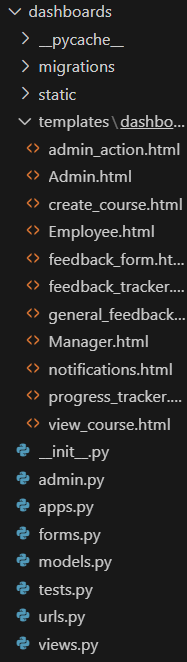 dashboards
__pycache__
migrations
static
templates\dashbo...
admin_action.html
Admin.html
create_course.html
Employee.html
feedback_form.ht...
feedback_tracker....
general_feedback...
Manager.html
notifications.html
progress_tracker....
view_course.html
__init__.py
admin.py
apps.py
forms.py
models.py
tests.py
urls.py
views.py